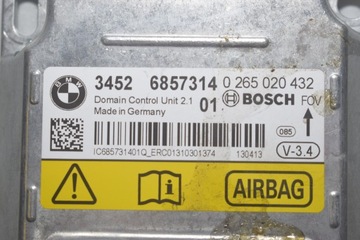 BMW
3452 6857314 0 265 020 432
Domain Control Unit 2.1 01 BOSCH FOV
Made in Germany
085
V-3.4
IC685731401Q_ERC01310301374 130413
AIRBAG